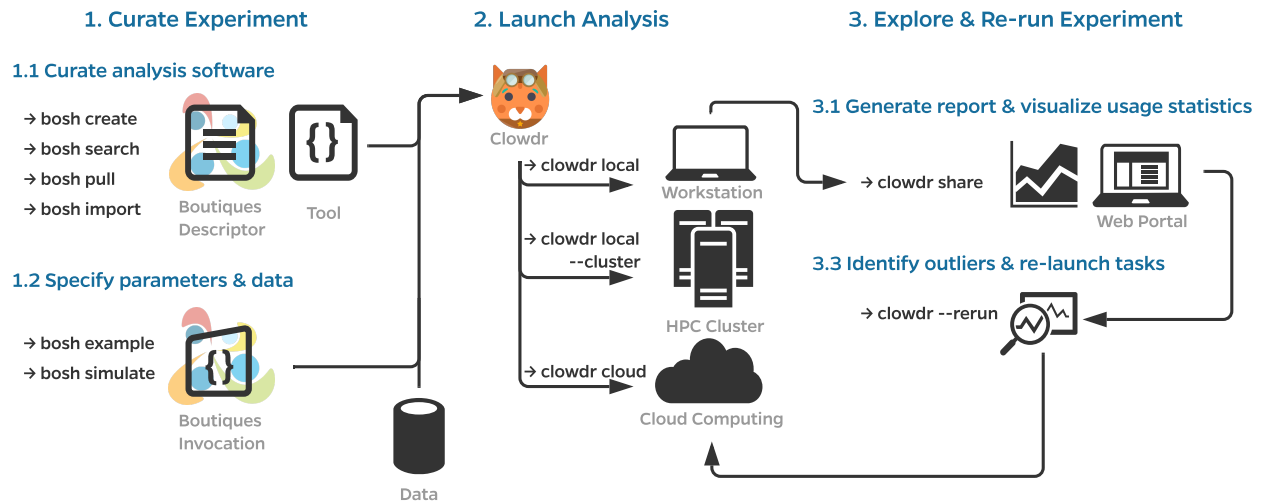 1. Curate Experiment
1.1 Curate analysis software
→ bosh create
→ bosh search
→ bosh pull
→ bosh import
Boutiques
Descriptor
{}
Tool
1.2 Specify parameters & data
→ bosh example
→ bosh simulate
{}
Boutiques
Invocation
Data
2. Launch Analysis
Clowdr
→ clowdr local
Workstation
→ clowdr local
--cluster
HPC Cluster
→ clowdr cloud
Cloud Computing
3. Explore & Re-run Experiment
3.1 Generate report & visualize usage statistics
→ clowdr share
Web Portal
3.3 Identify outliers & re-launch tasks
→ clowdr --rerun